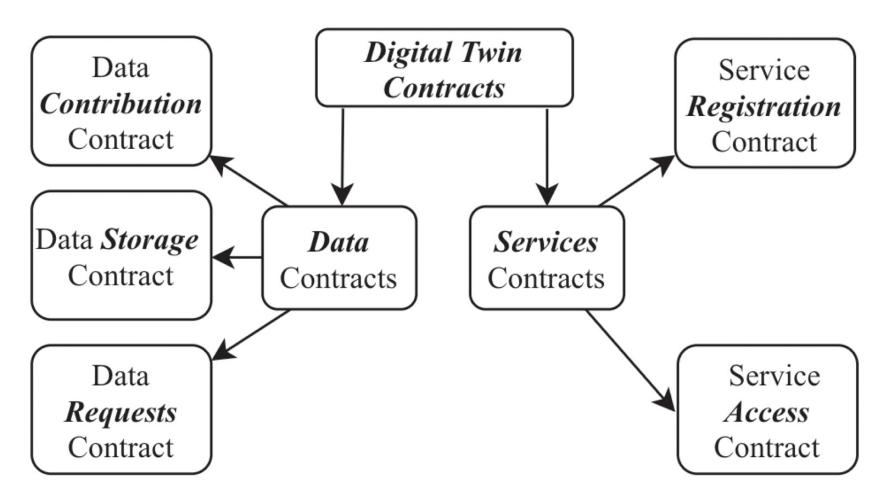 Digital Twin
Contracts
Data
Contribution
Contract
Data Storage
Contract
Data
Requests
Contract
Data
Contracts
Services
Contracts
Service
Registration
Contract
Service
Access
Contract